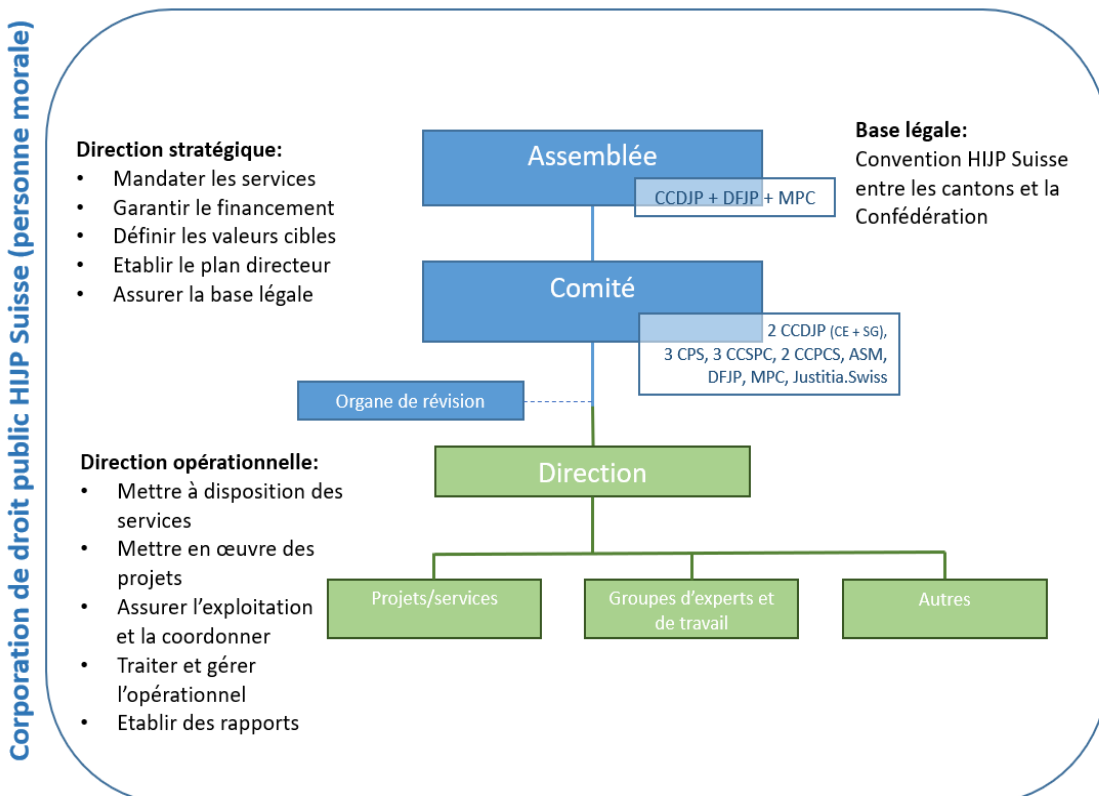 Corporation de droit public HIJP Suisse (personne morale)
Direction stratégique:
• Mandater les services
• Garantir le financement
• Définir les valeurs cibles
• Etablir le plan directeur
• Assurer la base légale
Assemblée
CCDJP + DFJP + MPC
Base légale:
Convention HIJP Suisse
entre les cantons et la
Confédération
Comité
2 CCDJP (CE + SG),
3 CPS, 3 CCSPC, 2 CCPCS, ASM,
DFJP, MPC, Justitia.Swiss
Organe de révision
Direction opérationnelle:
• Mettre à disposition des
services
• Mettre en œuvre des
projets
• Assurer l’exploitation
et la coordonner
• Traiter et gérer
l’opérationnel
• Etablir des rapports
Direction
Projets/services
Groupes d’experts et
de travail
Autres